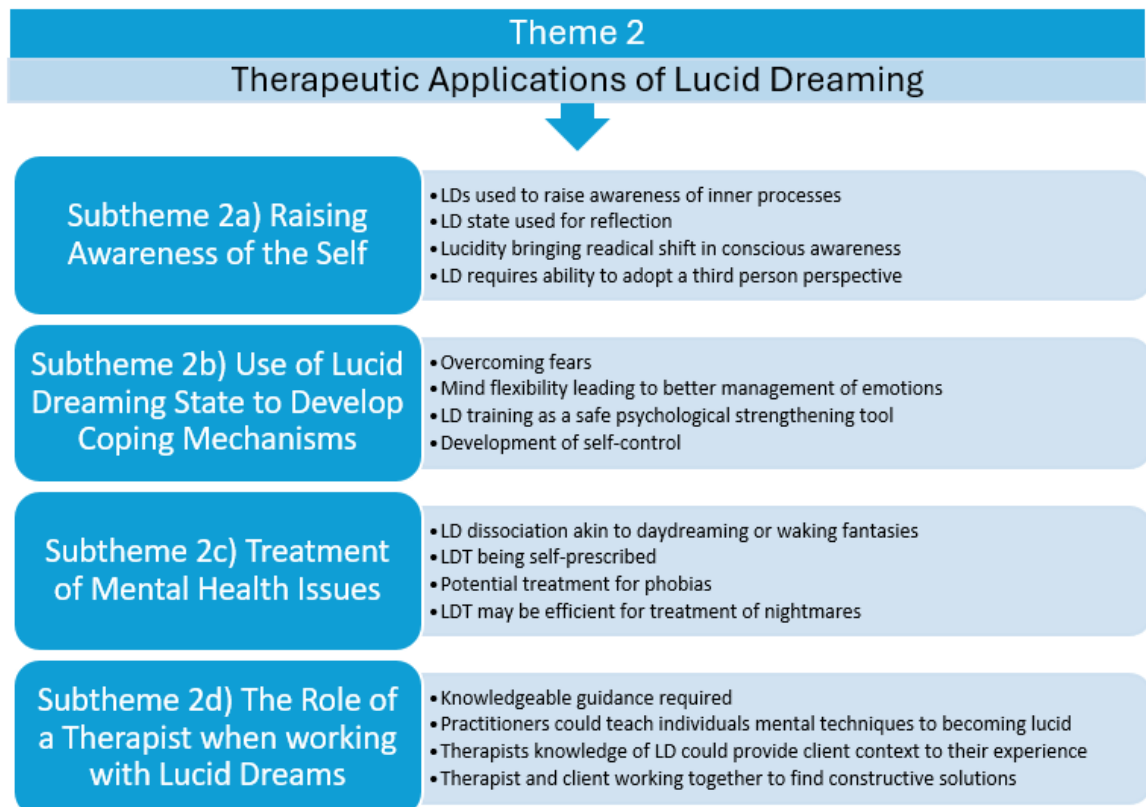 Theme 2
Therapeutic Applications of Lucid Dreaming
Subtheme 2a) Raising
Awareness of the Self
•LDs used to raise awareness of inner processes
•LD state used for reflection
•Lucidity bringing readical shift in conscious awareness
•LD requires ability to adopt a third person perspective
Subtheme 2b) Use of Lucid
Dreaming State to Develop
Coping Mechanisms
•Overcoming fears
•Mind flexibility leading to better management of emotions
•LD training as a safe psychological strengthening tool
•Development of self-control
Subtheme 2c) Treatment
of Mental Health Issues
•LD dissociation akin to daydreaming or waking fantasies
•LDT being self-prescribed
•Potential treatment for phobias
•LDT may be efficient for treatment of nightmares
Subtheme 2d) The Role of
a Therapist when working
with Lucid Dreams
•Knowledgeable guidance required
•Practitioners could teach individuals mental techniques to becoming lucid
•Therapists knowledge of LD could provide client context to their experience
•Therapist and client working together to find constructive solutions